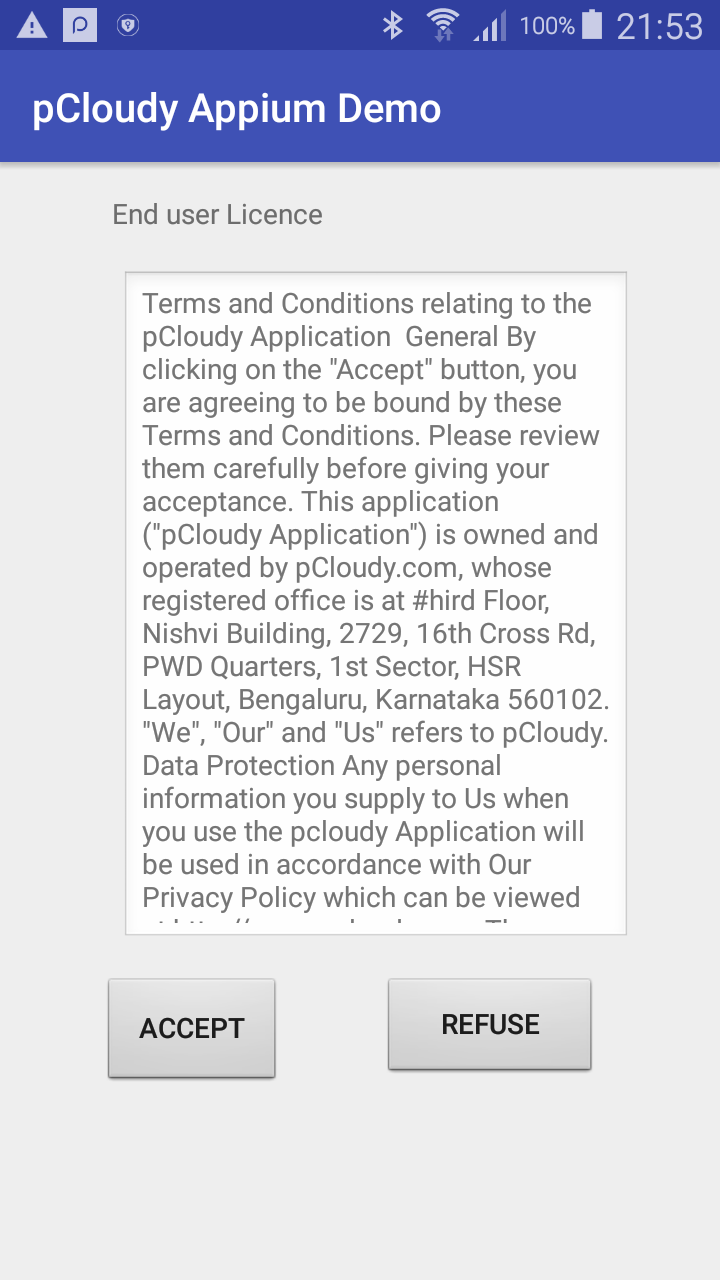 100% 21:53
pCloudy Appium Demo
End user Licence
Terms and Conditions relating to the
pCloudy Application  General By
clicking on the "Accept" button, you
are agreeing to be bound by these
Terms and Conditions. Please review
them carefully before giving your
acceptance. This application
("pCloudy Application") is owned and
operated by pCloudy.com, whose
registered office is at #hird Floor,
Nishvi Building, 2729, 16th Cross Rd,
PWD Quarters, 1st Sector, HSR
Layout, Bengaluru, Karnataka 560102.
"We", "Our" and "Us" refers to pCloudy.
Data Protection Any personal
information you supply to Us when
you use the pcloudy Application will
be used in accordance with Our
Privacy Policy which can be viewed
ACCEPT
REFUSE